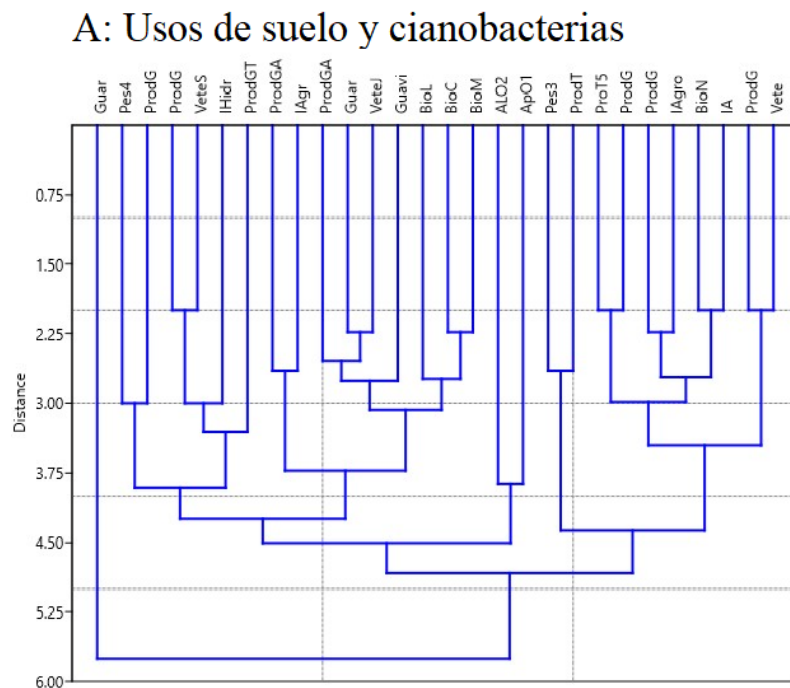 A: Usos de suelo y cianobacterias
Guar
Pes4
ProdG
ProdG
VeteS
IHidr
ProdGT
ProdGA
IAgr
ProdGA
Guar
VeteJ
Guavi
BioL
BioC
BioM
ALO2
ApO1
Pes3
ProdT
ProT5
ProdG
ProdG
IAgro
BioN
IA
ProdG
Vete
0.75
1.50
2.25
3.00
3.75
4.50
5.25
6.00
Distance